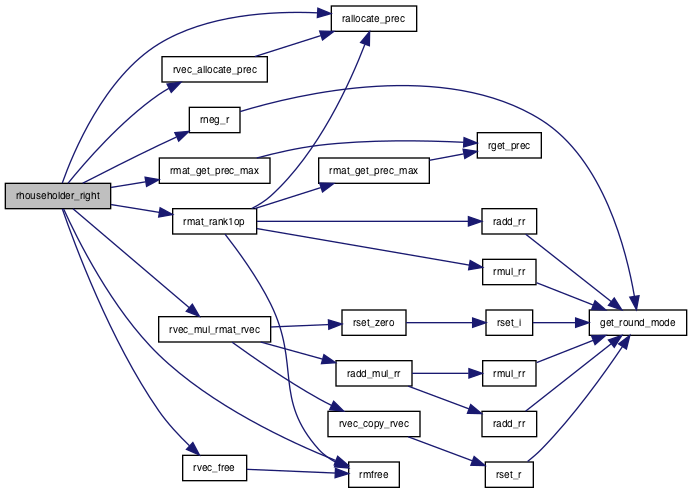 rallocate_prec
rvec_allocate_prec
rneg_r
rget_prec
rmat_get_prec_max
rmat_get_prec_max
rhouseholder_right
rmat_rank1op
radd_rr
rmul_rr
rvec_mul_rmat_rvec
rset_zero
rset_i
get_round_mode
radd_mul_rr
rmul_rr
rvec_copy_rvec
radd_rr
rvec_free
rmfree
rset_r